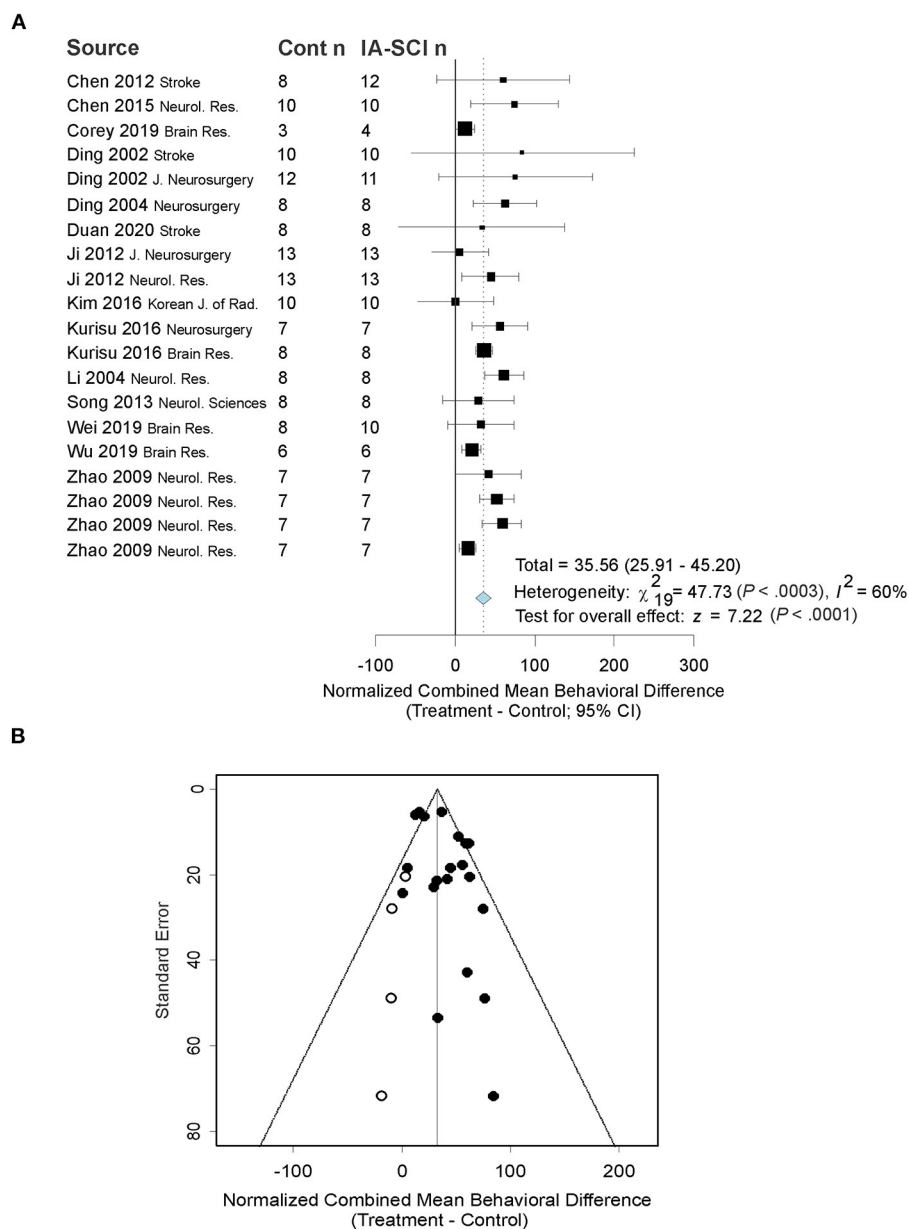 A
Source Cont n IA-SCI n
Chen 2012 Stroke 8 12
Chen 2015 Neurol. Res. 10 10
Corey 2019 Brain Res. 3 4
Ding 2002 Stroke 10 10
Ding 2002 J. Neurosurgery 12 11
Ding 2004 Neurosurgery 8 8
Duan 2020 Stroke 8 8
Ji 2012 J. Neurosurgery 13 13
Ji 2012 Neurol. Res. 13 13
Kim 2016 Korean J. of Rad. 10 10
Kurisu 2016 Neurosurgery 7 7
Kurisu 2016 Brain Res. 8 8
Li 2004 Neurol. Res. 8 8
Song 2013 Neurol. Sciences 8 8
Wei 2019 Brain Res. 8 10
Wu 2019 Brain Res. 6 6
Zhao 2009 Neurol. Res. 7 7
Zhao 2009 Neurol. Res. 7 7
Zhao 2009 Neurol. Res. 7 7
Zhao 2009 Neurol. Res. 7 7
Total = 35.56 (25.91 - 45.20)
Heterogeneity: χ²₁₉ = 47.73 (P < .0003), I² = 60%
Test for overall effect: z = 7.22 (P < .0001)
-100 0 100 200 300
Normalized Combined Mean Behavioral Difference
(Treatment - Control; 95% CI)
B
0
20
40
60
80
Standard Error
-100 0 100 200
Normalized Combined Mean Behavioral Difference
(Treatment - Control)